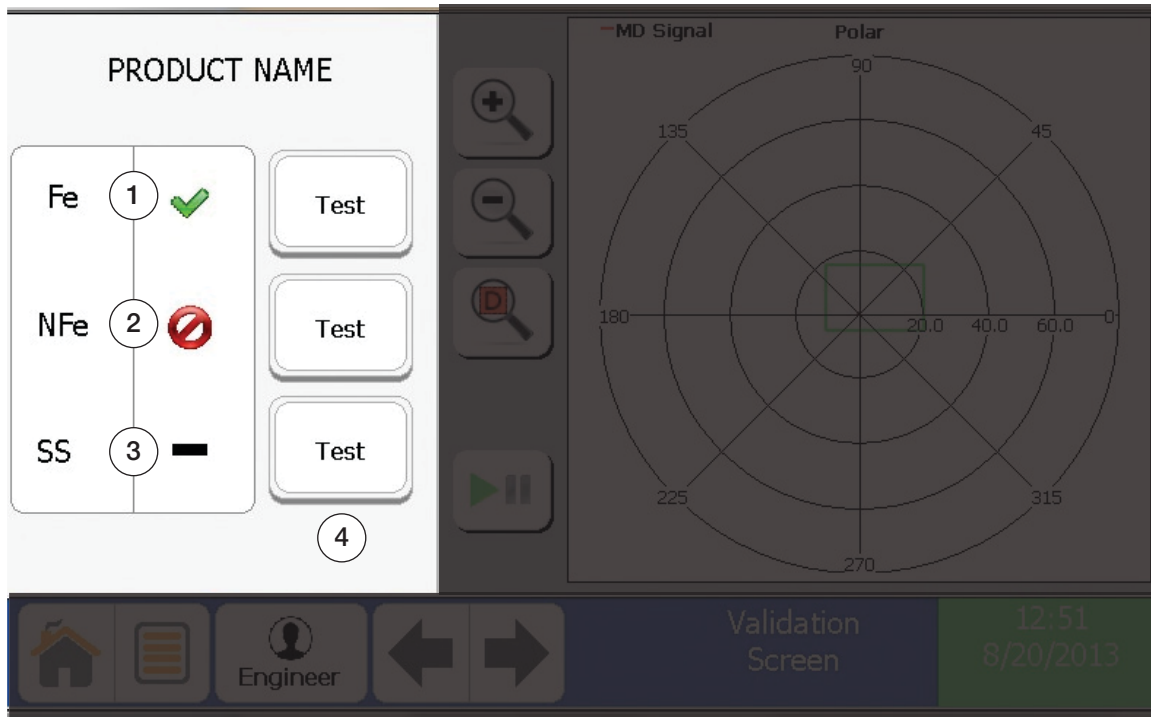 PRODUCT NAME
Fe 1 Test
NFe 2 Test
SS 3 Test
4
MD Signal Polar
90
135 45
D
180 20.0 40.0 60.0 0
225 315
270
Engineer
Validation
Screen
12:51
8/20/2013